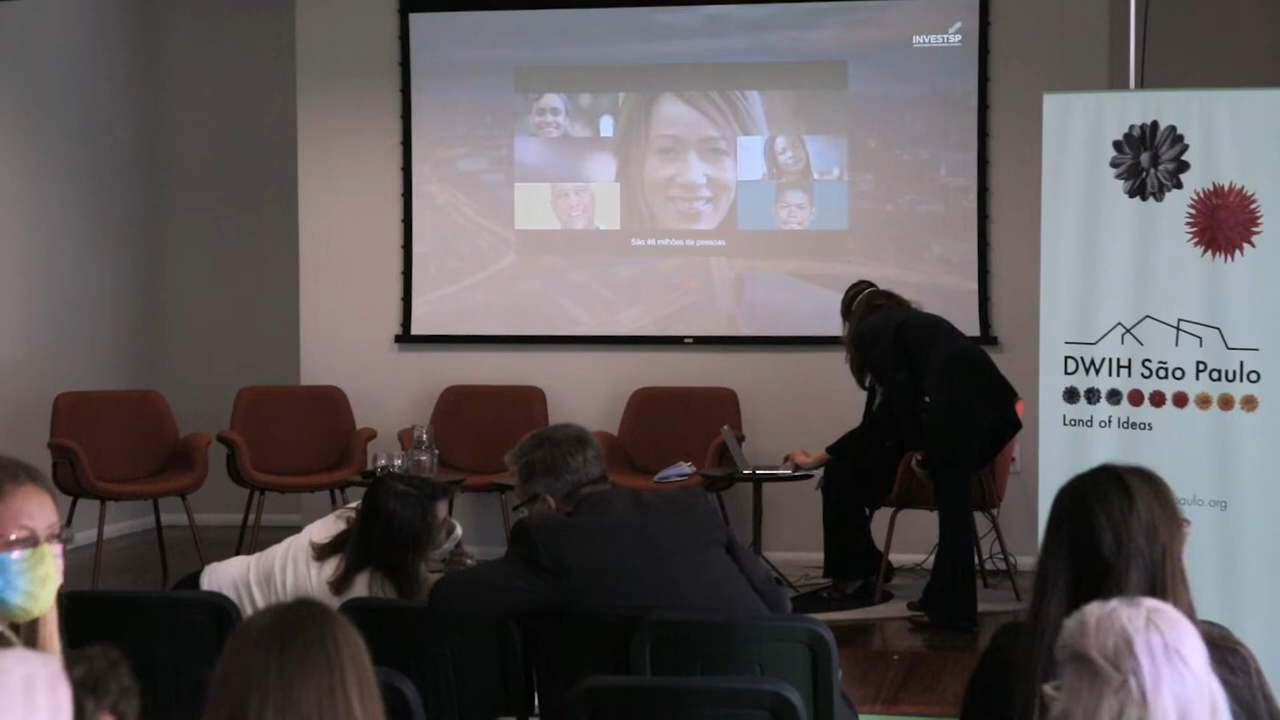 INVESTSP
São 46 milhões de pessoas
DWIH São Paulo
Land of Ideas
paulo.org